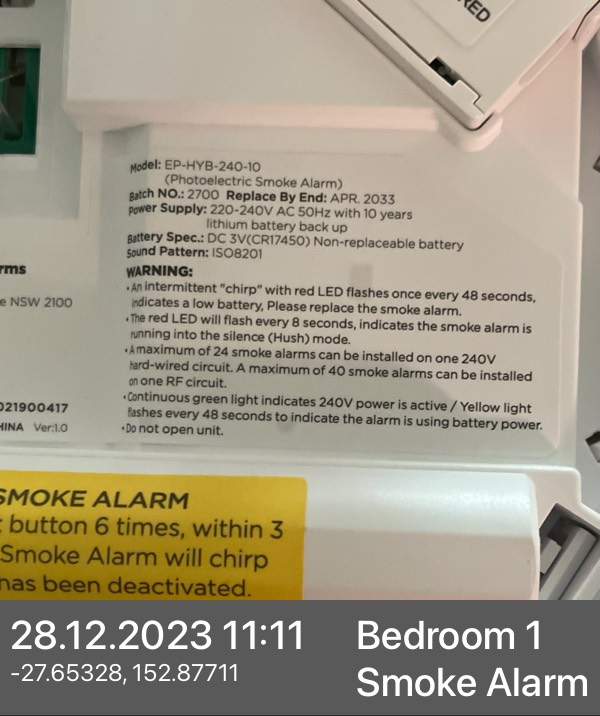 RED
Model: EP-HYB-240-10
(Photoelectric Smoke Alarm)
Batch NO.: 2700 Replace By End: APR. 2033
Power Supply: 220-240V AC 50Hz with 10 years
lithium battery back up
Battery Spec.: DC 3V(CR17450) Non-replaceable battery
Sound Pattern: ISO8201
WARNING:
•An intermittent "chirp" with red LED flashes once every 48 seconds,
indicates a low battery, Please replace the smoke alarm.
•The red LED will flash every 8 seconds, indicates the smoke alarm is
running into the silence (Hush) mode.
•A maximum of 24 smoke alarms can be installed on one 240V
hard-wired circuit. A maximum of 40 smoke alarms can be installed
on one RF circuit.
•Continuous green light indicates 240V power is active / Yellow light
flashes every 48 seconds to indicate the alarm is using battery power.
•Do not open unit.
rms
e NSW 2100
021900417
HINA Ver:1.0
SMOKE ALARM
button 6 times, within 3
Smoke Alarm will chirp
has been deactivated.
28.12.2023 11:11
-27.65328, 152.87711
Bedroom 1
Smoke Alarm